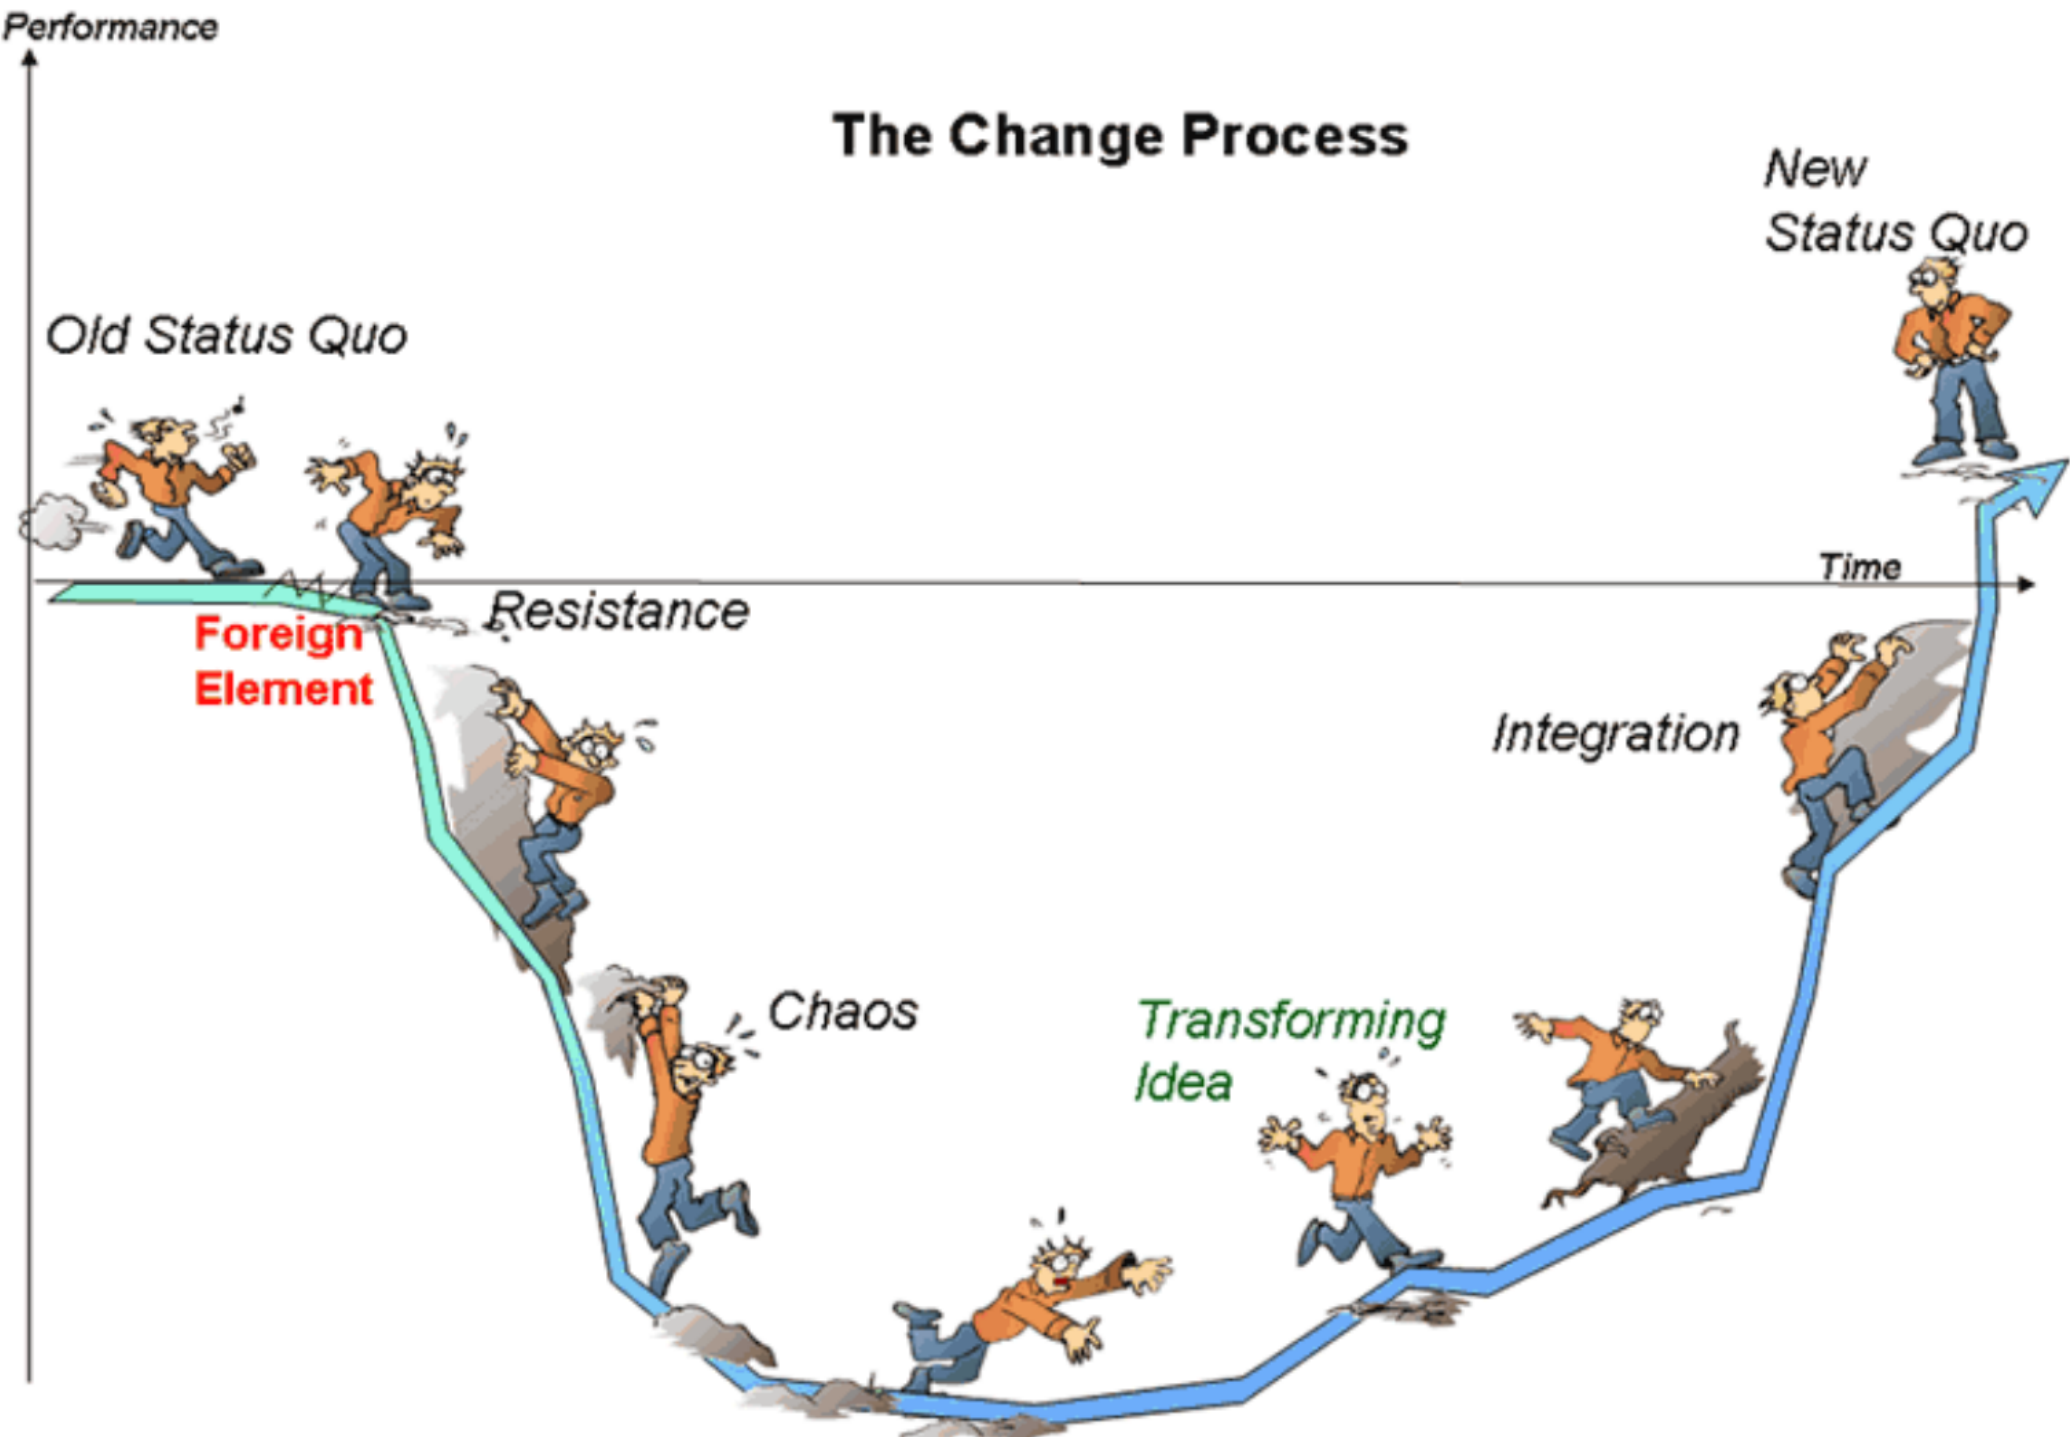 Performance
The Change Process
New
Status Quo
Old Status Quo
Time
Foreign
Element
Resistance
Integration
Chaos
Transforming
Idea